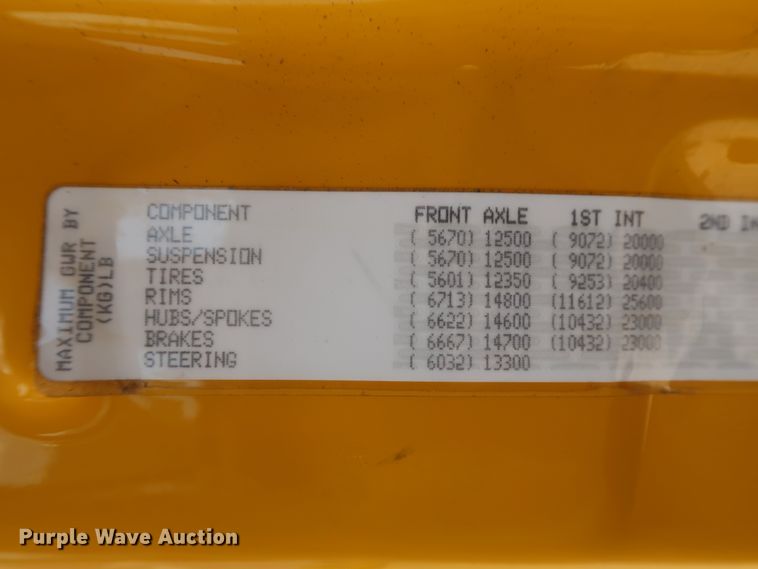 MAXIMUM GWR BY
COMPONENT
(KG)LB
COMPONENT FRONT AXLE 1ST INT 2ND
AXLE ( 5670) 12500 ( 9072) 20000
SUSPENSION ( 5670) 12500 ( 9072) 20000
TIRES ( 5601) 12350 ( 9253) 20400
RIMS ( 6713) 14800 (11612) 25600
HUBS/SPOKES ( 6622) 14600 (10432) 23000
BRAKES ( 6667) 14700 (10432) 23000
STEERING ( 6032) 13300
Purple Wave Auction